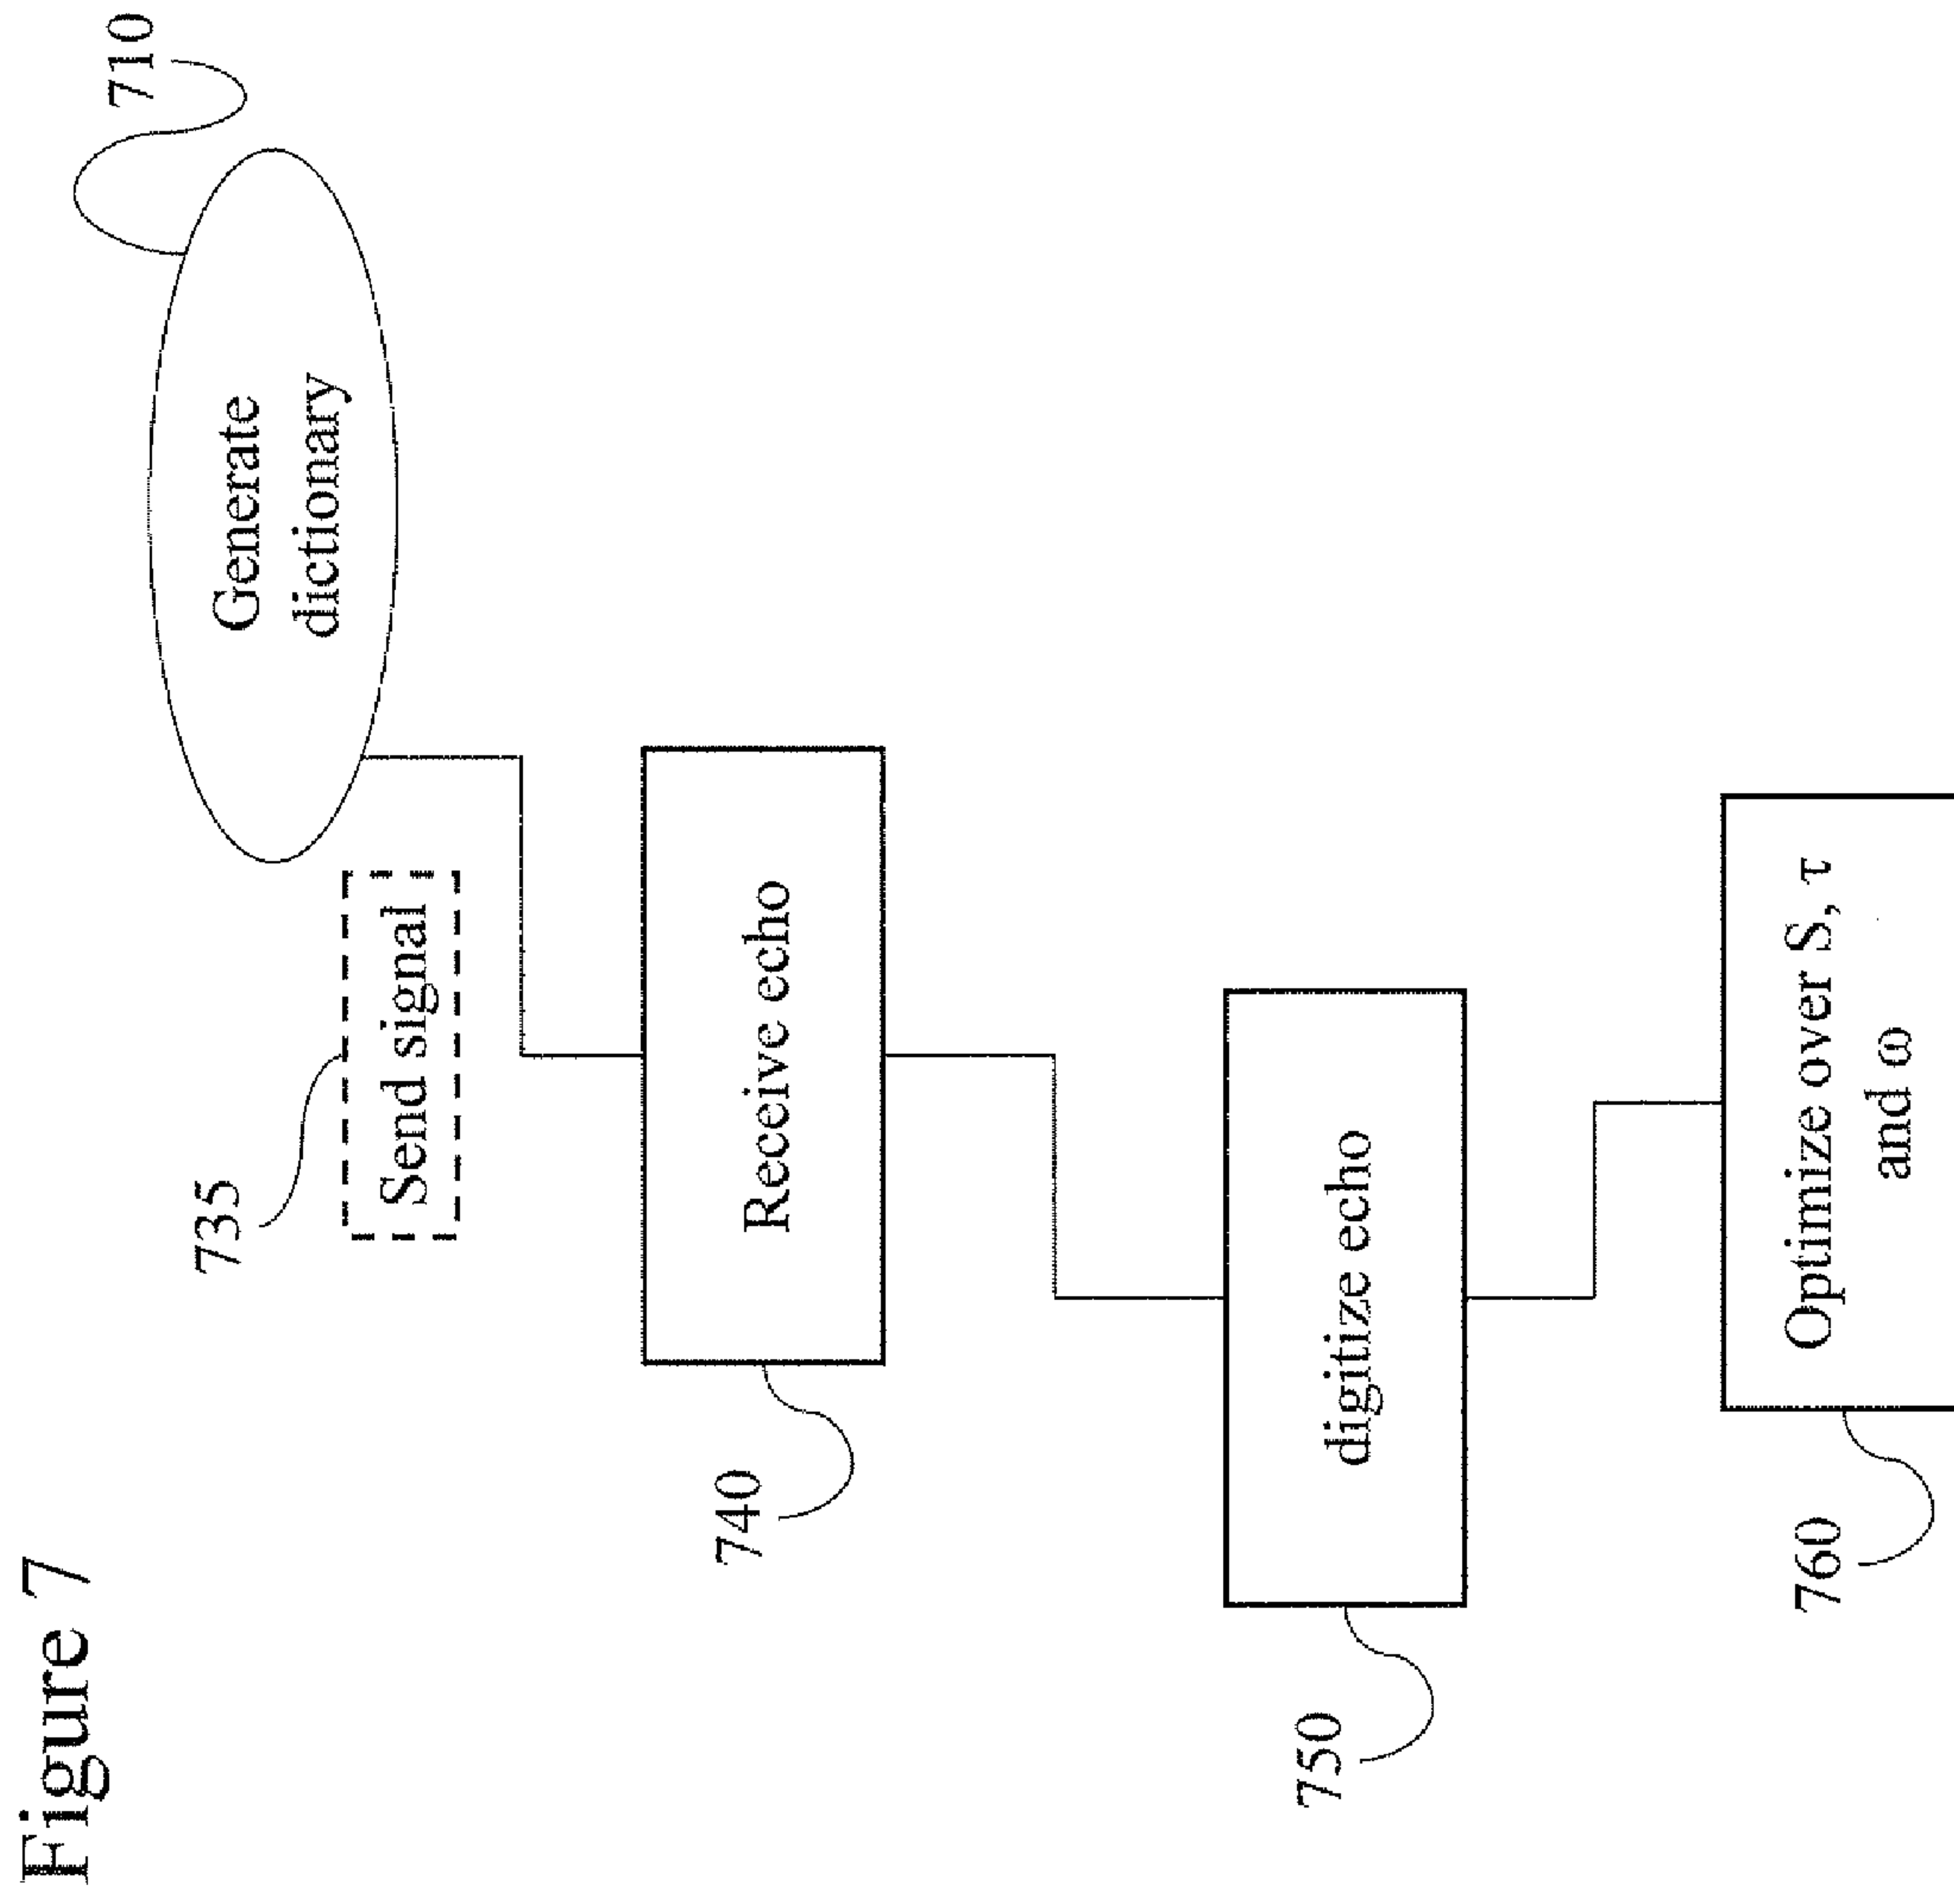 Figure 7
710
Generate
dictionary
735
Send signal
740
Receive echo
750
digitize echo
760
Optimize over S, τ
and ω